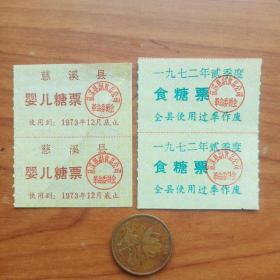 慈溪县
婴儿糖票
使用到：1973年12月底止
慈溪县
婴儿糖票
使用到：1973年12月底止
一九七二年贰季度
食糖票
全县使用过季作废
一九七二年贰季度
食糖票
全县使用过季作废